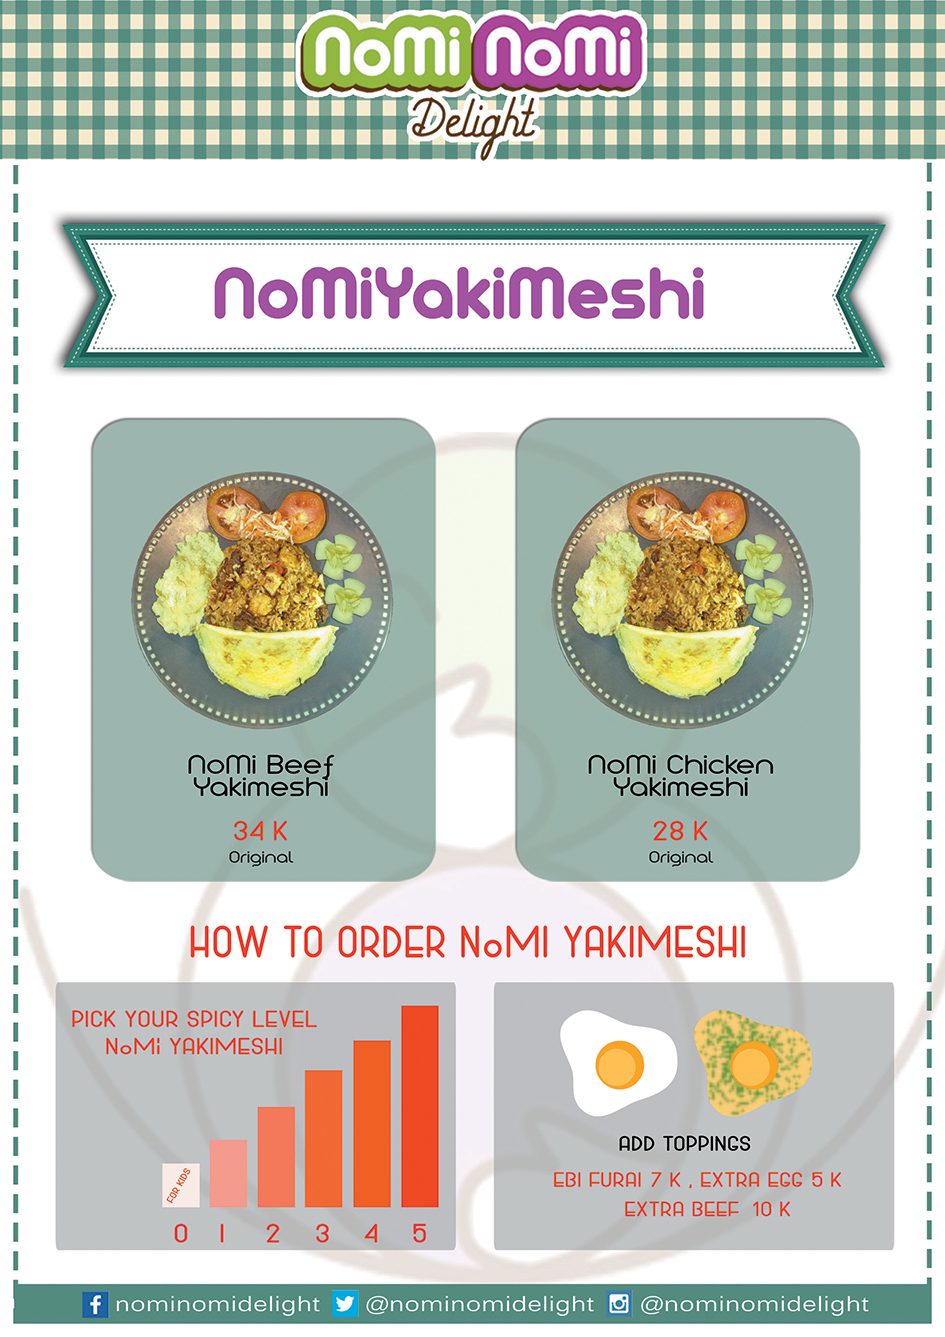 NoMi NoMi
Delight
NoMiYakiMeshi
NoMi Beef
Yakimeshi
34 K
Original
NoMi Chicken
Yakimeshi
28 K
Original
HOW TO ORDER NoMI YAKIMESHI
PICK YOUR SPICY LEVEL
NoMi YAKIMESHI
FOR KIDS
0 1 2 3 4 5
ADD TOPPINGS
EBI FURAI 7 K , EXTRA EGG 5 K
EXTRA BEEF 10 K
nominomidelight @nominomidelight @nominomidelight